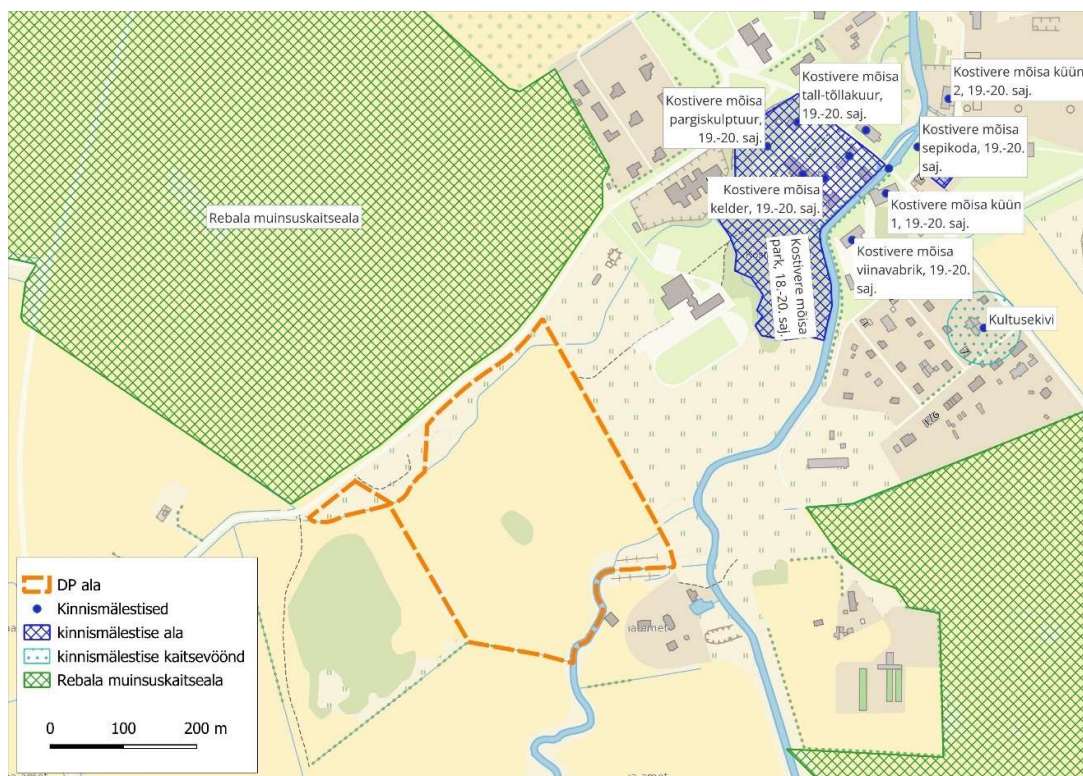 Kostivere mõisa
tall-tõllakuur,
19.-20. saj.
Kostivere mõisa küün
2, 19.-20. saj.
Kostivere mõisa
pargiskulptuur,
19.-20. saj.
Kostivere mõisa
sepikoda, 19.-20.
saj.
Rebala muinsuskaitseala
Kostivere mõisa
kelder, 19.-20. saj.
Kostivere mõisa küün
1, 19.-20. saj.
Kostivere mõisa
park, 18.-20. saj.
Kostivere mõisa
viinavabrik, 19.-20.
saj.
Kultusekivi
DP ala
Kinnismälestised
kinnismälestise ala
kinnismälestise kaitsevöönd
Rebala muinsuskaitseala
0 100 200 m